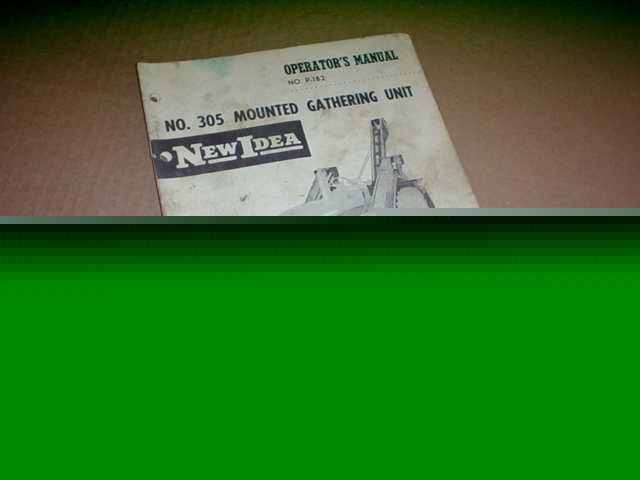 OPERATOR'S MANUAL
NO. P-182
NO. 305 MOUNTED GATHERING UNIT
NEW IDEA